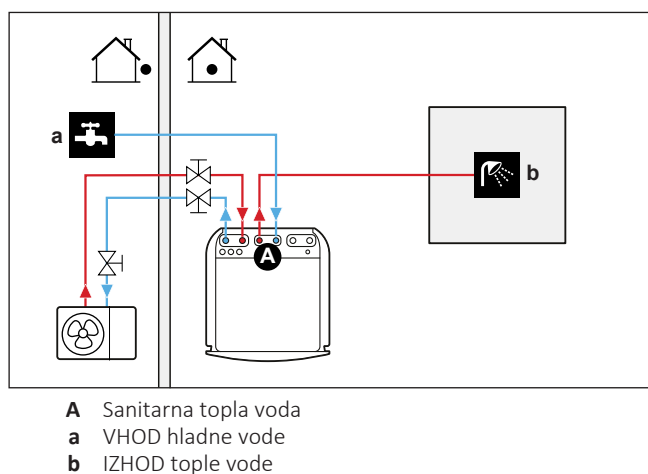 a
b
A
A Sanitarna topla voda
a VHOD hladne vode
b IZHOD tople vode